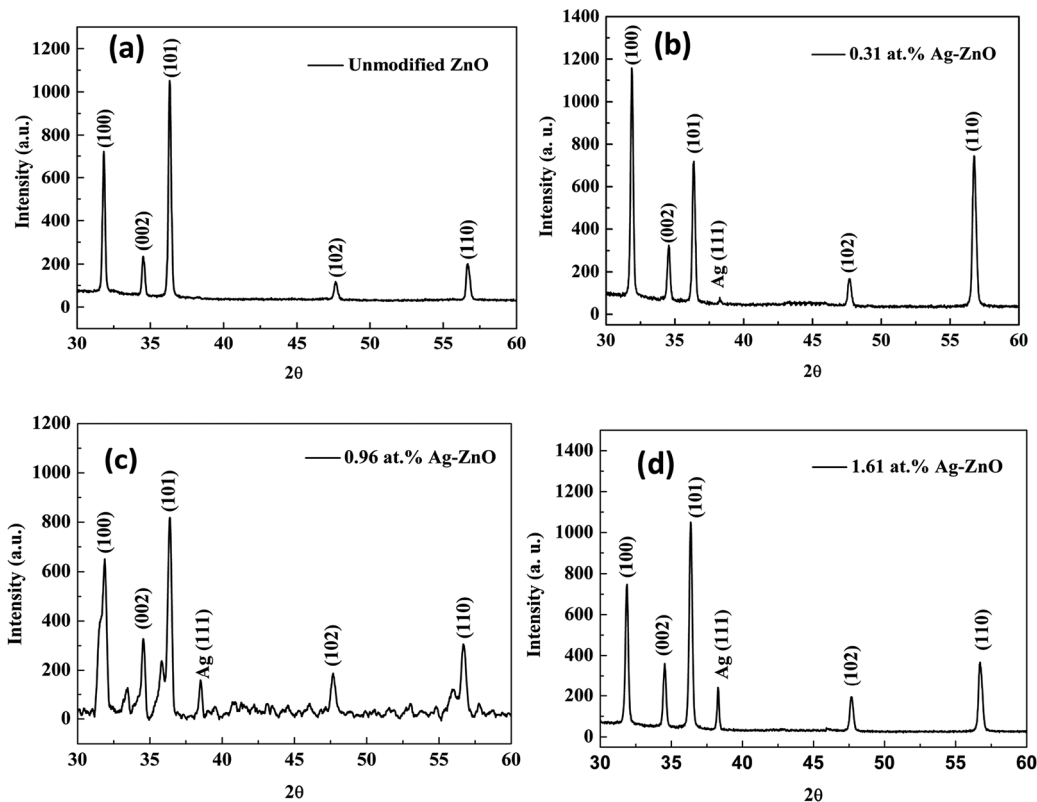 (a)
Unmodified ZnO
Intensity (a.u.)
1200
1000
800
600
400
200
0
(100)
(002)
(101)
(102)
(110)
30 35 40 45 50 55 60
2θ
(b)
0.31 at.% Ag-ZnO
Intensity (a. u.)
1400
1200
1000
800
600
400
200
0
(100)
(002)
(101)
Ag (111)
(102)
(110)
30 35 40 45 50 55 60
2θ
(c)
0.96 at.% Ag-ZnO
Intensity (a.u.)
1200
1000
800
600
400
200
0
(100)
(002)
(101)
Ag (111)
(102)
(110)
30 35 40 45 50 55 60
2θ
(d)
1.61 at.% Ag-ZnO
Intensity (a. u.)
1400
1200
1000
800
600
400
200
0
(100)
(002)
(101)
Ag (111)
(102)
(110)
30 35 40 45 50 55 60
2θ